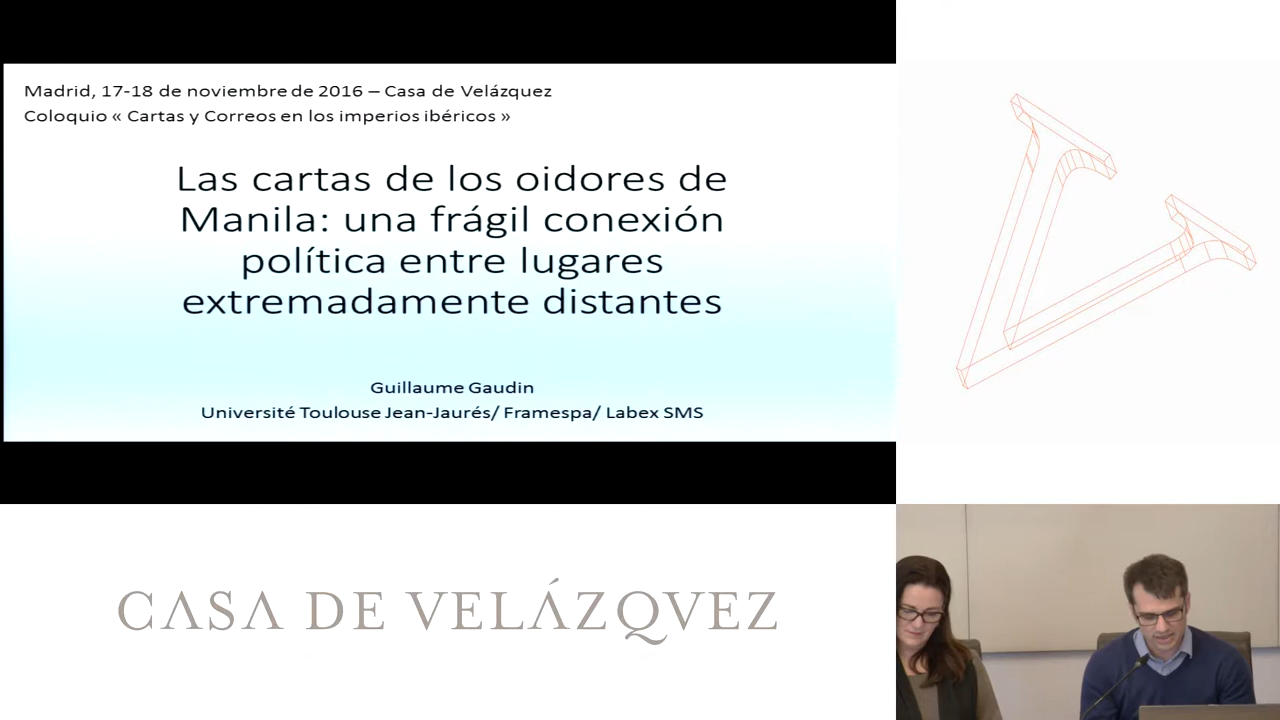 Madrid, 17-18 de noviembre de 2016 – Casa de Velázquez
Coloquio « Cartas y Correos en los imperios ibéricos »
Las cartas de los oidores de
Manila: una frágil conexión
política entre lugares
extremadamente distantes
Guillaume Gaudin
Université Toulouse Jean-Jaurés/ Framespa/ Labex SMS
CASA DE VELÁZQVEZ